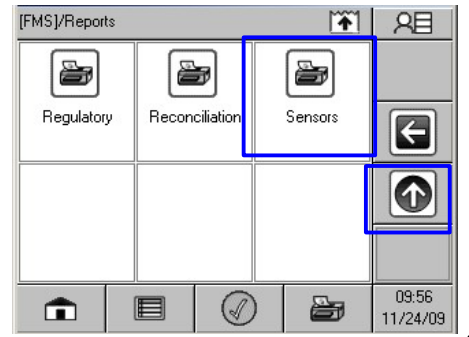 [FMS]/Reports
Regulatory
Reconciliation
Sensors
09:56
11/24/09